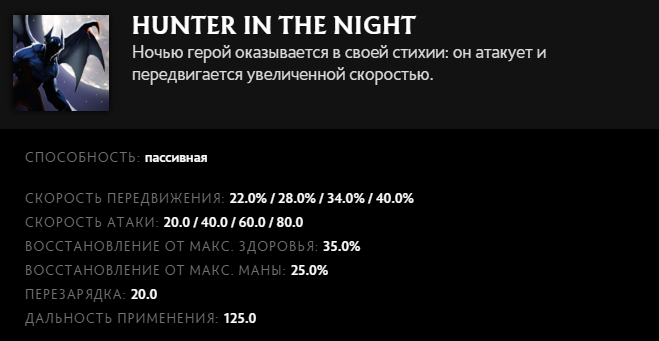 HUNTER IN THE NIGHT
Ночью герой оказывается в своей стихии: он атакует и
передвигается увеличенной скоростью.
СПОСОБНОСТЬ: пассивная
СКОРОСТЬ ПЕРЕДВИЖЕНИЯ: 22.0% / 28.0% / 34.0% / 40.0%
СКОРОСТЬ АТАКИ: 20.0 / 40.0 / 60.0 / 80.0
ВОССТАНОВЛЕНИЕ ОТ МАКС. ЗДОРОВЬЯ: 35.0%
ВОССТАНОВЛЕНИЕ ОТ МАКС. МАНЫ: 25.0%
ПЕРЕЗАРЯДКА: 20.0
ДАЛЬНОСТЬ ПРИМЕНЕНИЯ: 125.0